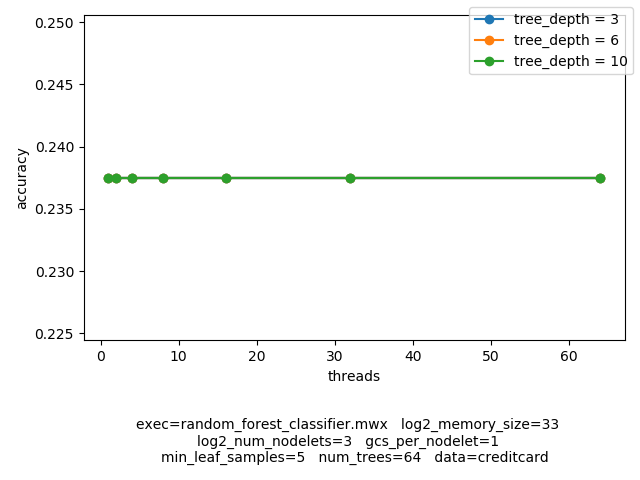 tree_depth = 3
tree_depth = 6
tree_depth = 10
0.250
0.245
0.240
0.235
0.230
0.225
accuracy
0 10 20 30 40 50 60
threads
exec=random_forest_classifier.mwx log2_memory_size=33
log2_num_nodelets=3 gcs_per_nodelet=1
min_leaf_samples=5 num_trees=64 data=creditcard